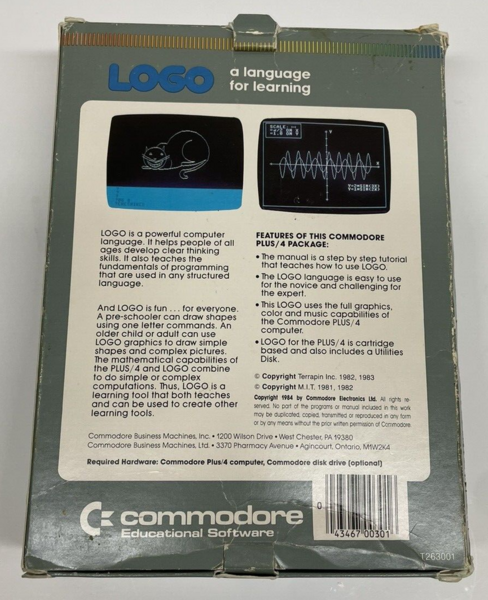 LOGO a language
for learning
SCALE:
LOGO is a powerful computer
language. It helps people of all
ages develop clear thinking
skills. It also teaches the
fundamentals of programming
that are used in any structured
language.
And LOGO is fun . . . for everyone.
A pre-schooler can draw shapes
using one letter commands. An
older child or adult can use
LOGO graphics to draw simple
shapes and complex pictures.
The mathematical capabilities of
the PLUS/4 and LOGO combine
to do simple or complex
computations. Thus, LOGO is a
learning tool that both teaches
and can be used to create other
learning tools.
FEATURES OF THIS COMMODORE
PLUS/4 PACKAGE:
• The manual is a step by step tutorial
that teaches how to use LOGO.
• The LOGO language is easy to use
for the novice and challenging for
the expert.
• This LOGO uses the full graphics,
color and music capabilities of
the Commodore PLUS/4
computer.
• LOGO for the PLUS/4 is cartridge
based and also includes a Utilities
Disk.
© Copyright Terrapin Inc. 1982, 1983
© Copyright M.I.T. 1981, 1982
Copyright 1984 by Commodore Electronics Ltd. All rights re-
served. No part of the programs or manual included in this work
may be duplicated, copied, transmitted or reproduced in any form
or by any means without the prior written permission of Commodore.
Commodore Business Machines, Inc. • 1200 Wilson Drive • West Chester, PA 19380
Commodore Business Machines, Ltd. • 3370 Pharmacy Avenue • Agincourt, Ontario, M1W2K4
Required Hardware: Commodore Plus/4 computer, Commodore disk drive (optional)
commodore
Educational Software
0 43467 00301
T263001